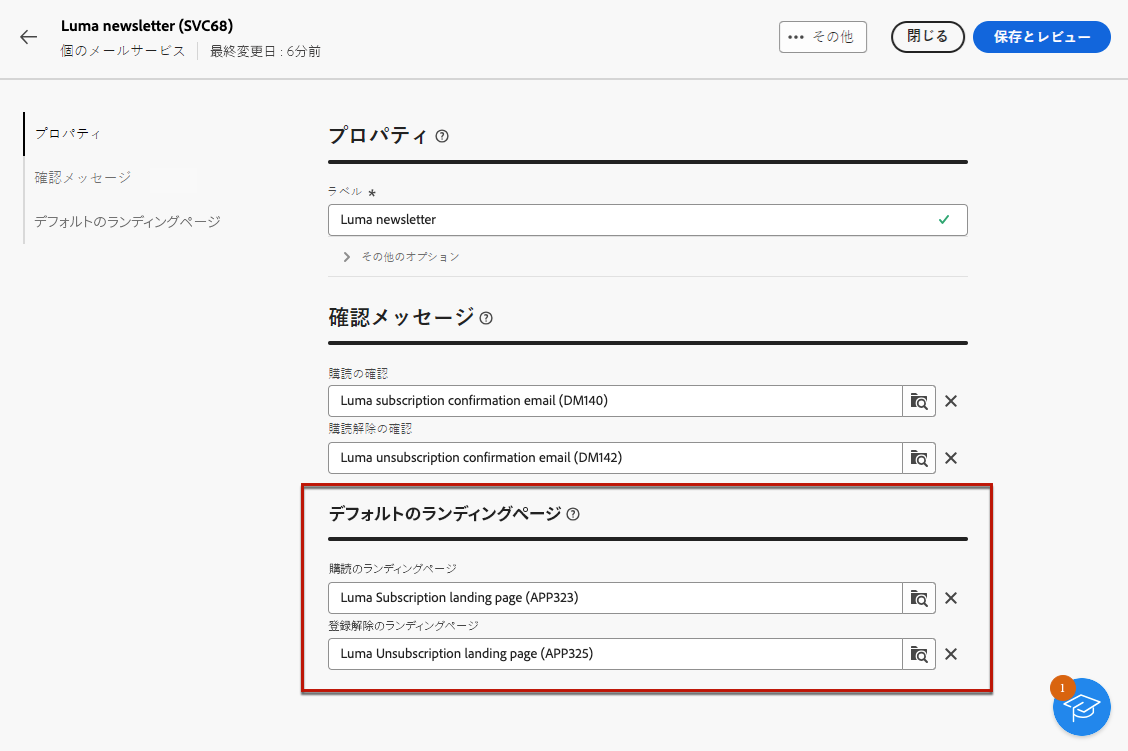 Luma newsletter (SVC68)
個のメールサービス 最終変更日：6分前
••• その他
閉じる
保存とレビュー
プロパティ
確認メッセージ
デフォルトのランディングページ
プロパティ ?
ラベル *
Luma newsletter
その他のオプション
確認メッセージ ?
購読の確認
Luma subscription confirmation email (DM140)
購読解除の確認
Luma unsubscription confirmation email (DM142)
デフォルトのランディングページ ?
購読のランディングページ
Luma Subscription landing page (APP323)
登録解除のランディングページ
Luma Unsubscription landing page (APP325)
1